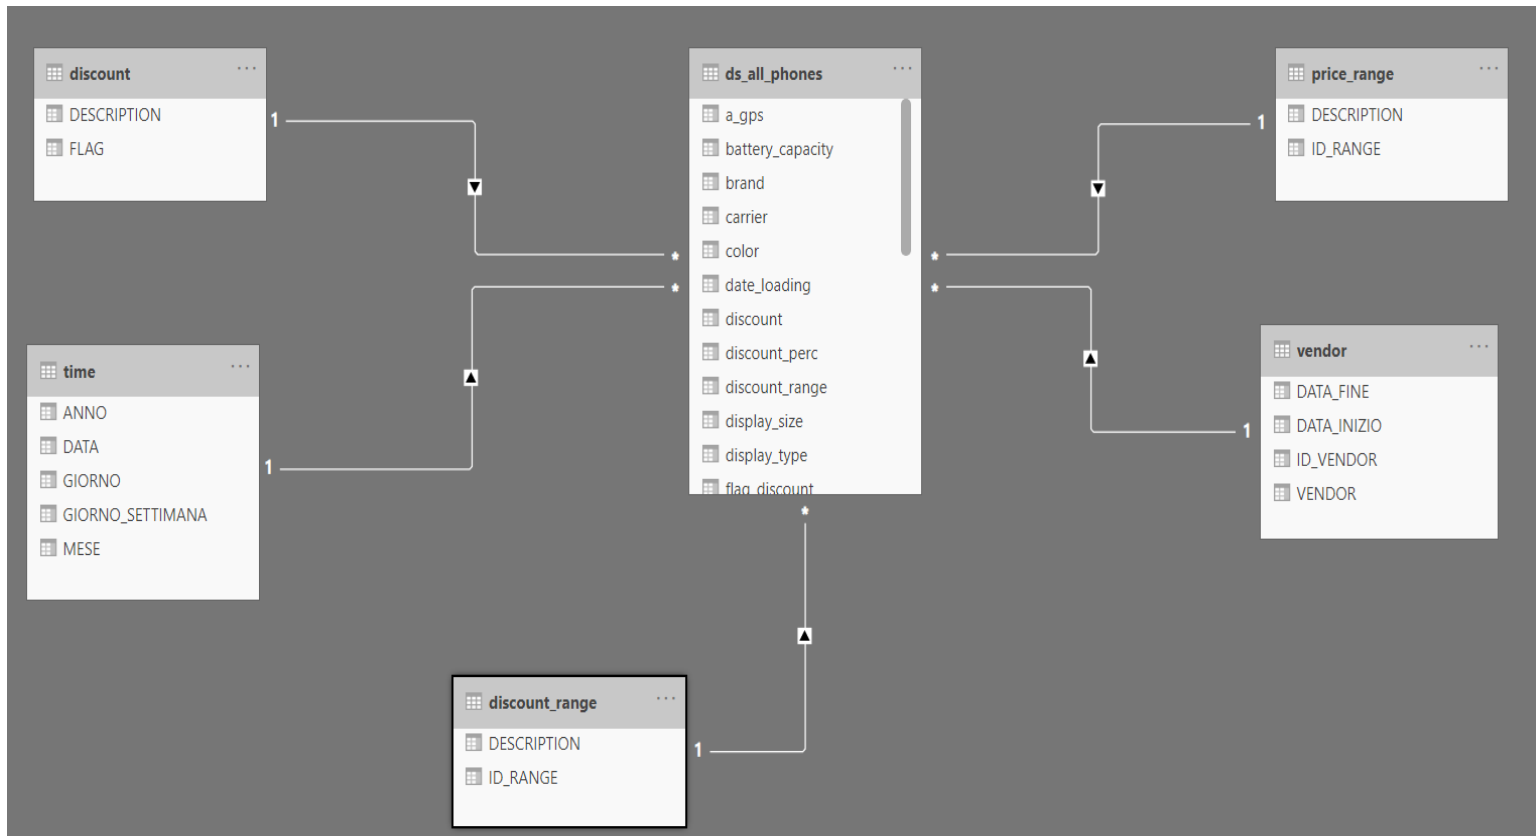 discount
DESCRIPTION
FLAG
1
*
time
ANNO
DATA
GIORNO
GIORNO_SETTIMANA
MESE
1
*
ds_all_phones
a_gps
battery_capacity
brand
carrier
color
date_loading
discount
discount_perc
discount_range
display_size
display_type
flag_discount
*
price_range
DESCRIPTION
ID_RANGE
1
*
vendor
DATA_FINE
DATA_INIZIO
ID_VENDOR
VENDOR
1
*
discount_range
DESCRIPTION
ID_RANGE
1